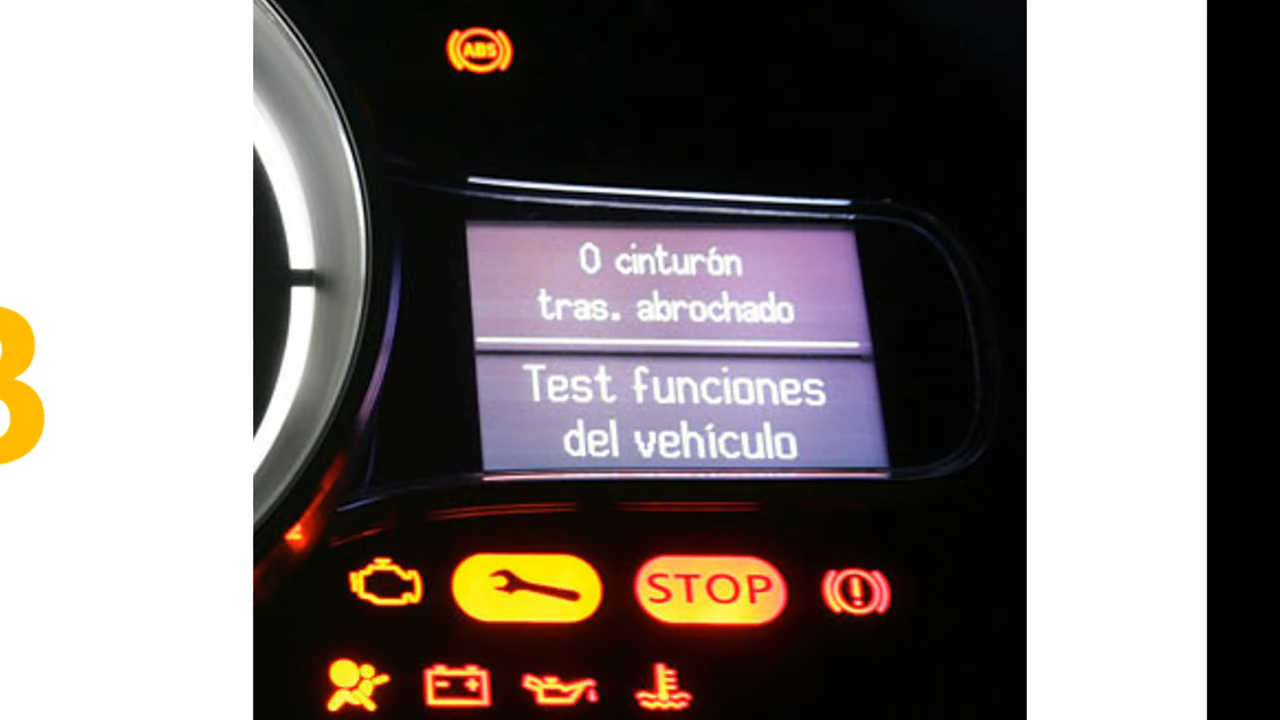 ABS
0 cinturón
tras. abrochado
Test funciones
del vehículo
STOP